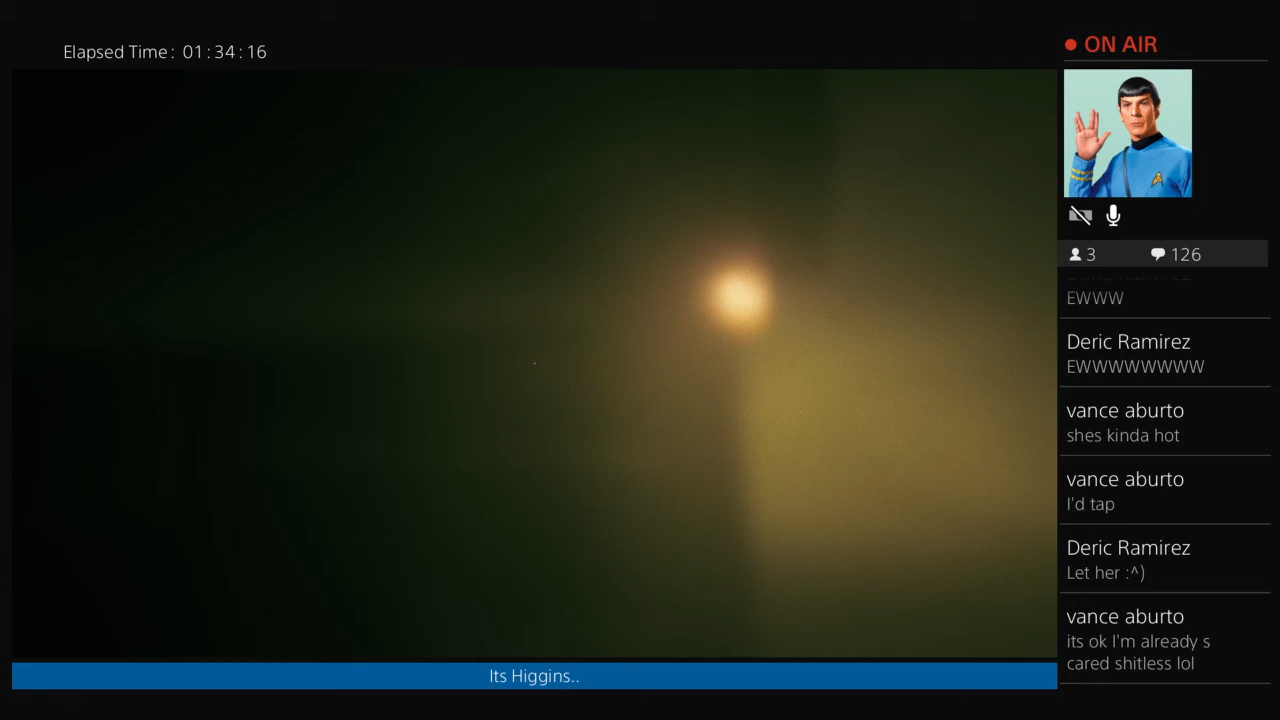 Elapsed Time: 01:34:16
ON AIR
3 126
EWWW
Deric Ramirez
EWWWWWWWW
vance aburto
shes kinda hot
vance aburto
I'd tap
Deric Ramirez
Let her :^)
vance aburto
its ok I'm already s
cared shitless lol
Its Higgins..